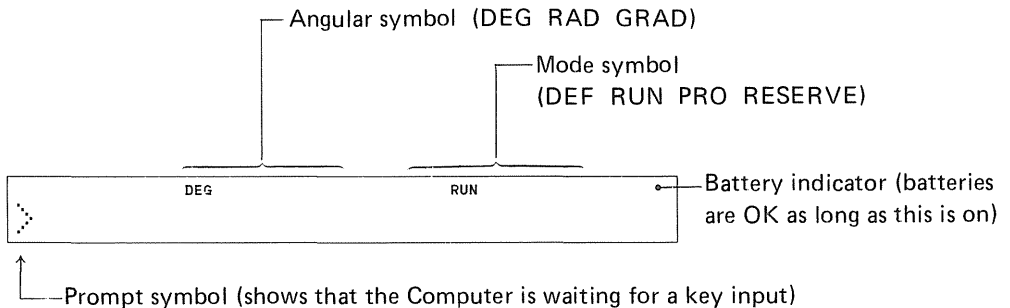 Angular symbol (DEG RAD GRAD)
Mode symbol
(DEF RUN PRO RESERVE)
DEG RUN
Battery indicator (batteries
are OK as long as this is on)
>
Prompt symbol (shows that the Computer is waiting for a key input)